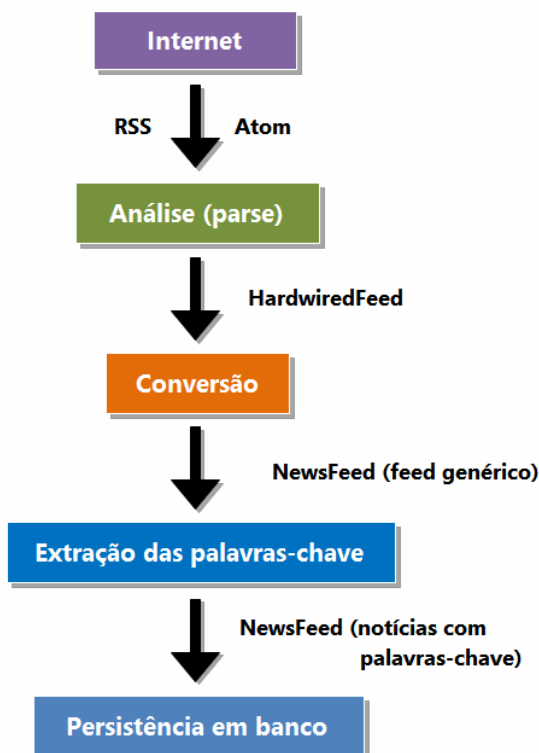 Internet
RSS Atom
Análise (parse)
HardwiredFeed
Conversão
NewsFeed (feed genérico)
Extração das palavras-chave
NewsFeed (notícias com
palavras-chave)
Persistência em banco